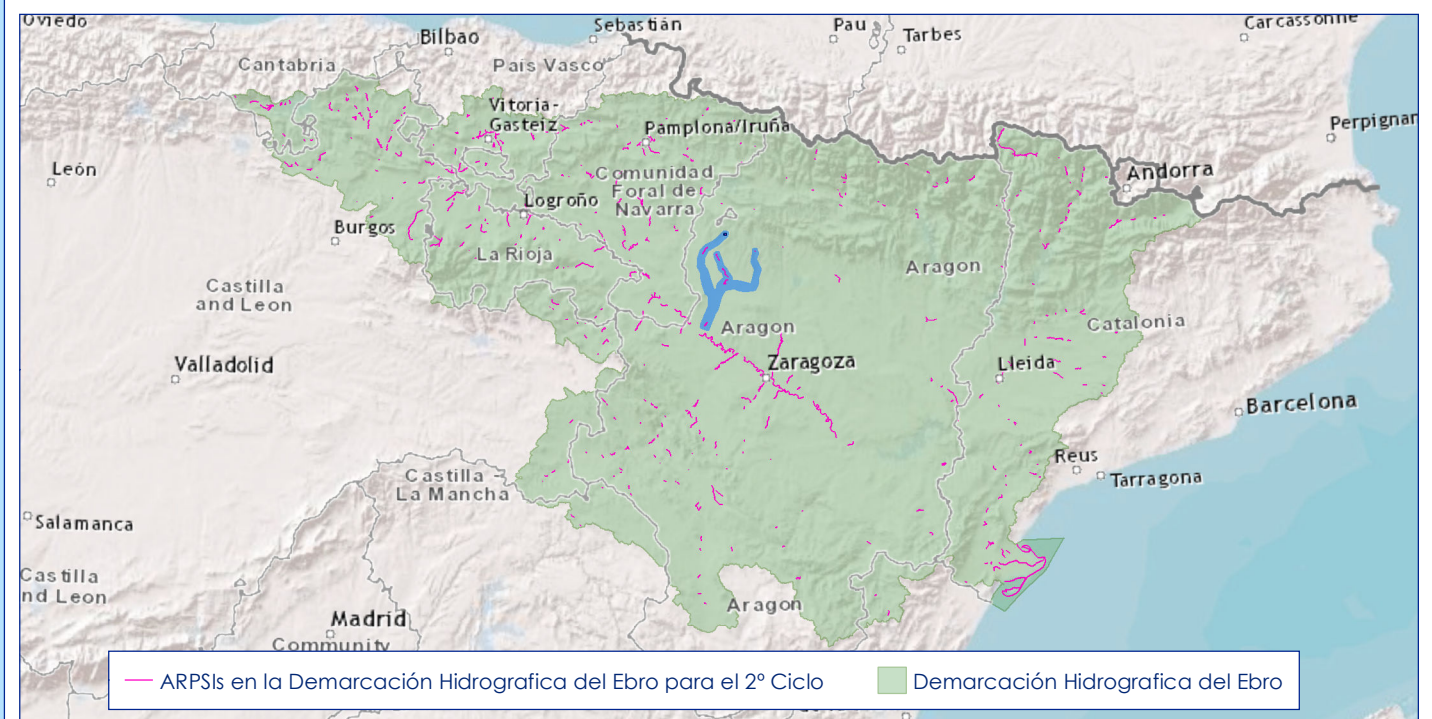 Oviedo
Bilbao
Sebastián
Pau
Tarbes
Carcassonne
Cantabria
País Vasco
Vitoria-
Gasteiz
Pamplona/Iruña
Perpignan
León
Andorra
Comunidad
Foral de
Navarra
Logroño
Burgos
La Rioja
Aragon
Castilla
and Leon
Aragon
Catalonia
Valladolid
Zaragoza
Lleida
Barcelona
Reus
Tarragona
Castilla
La Mancha
Salamanca
Castilla
nd Leon
Aragon
Madrid
Community
ARPSIs en la Demarcación Hidrografica del Ebro para el 2º Ciclo
Demarcación Hidrografica del Ebro